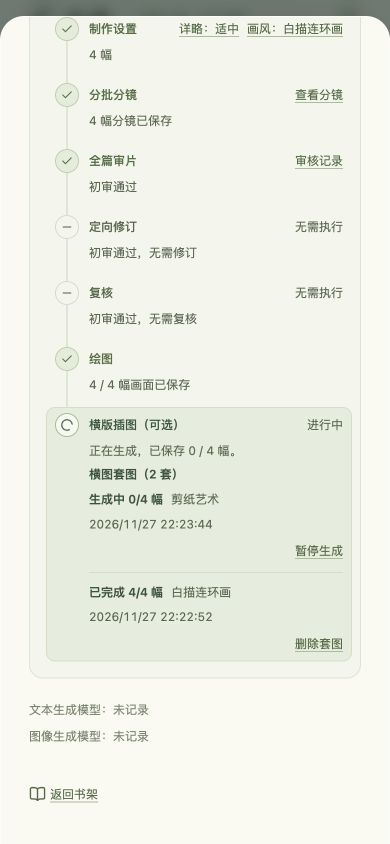 制作设置 详略：适中 画风：白描连环画
4 幅
分批分镜 查看分镜
4 幅分镜已保存
全篇审片 审核记录
初审通过
定向修订 无需执行
初审通过，无需修订
复核 无需执行
初审通过，无需复核
绘图
4 / 4 幅画面已保存
横版插图（可选） 进行中
正在生成，已保存 0 / 4 幅。
横图套图（2 套）
生成中 0/4 幅 剪纸艺术
2026/11/27 22:23:44
暂停生成
已完成 4/4 幅 白描连环画
2026/11/27 22:22:52
删除套图
文本生成模型：未记录
图像生成模型：未记录
返回书架